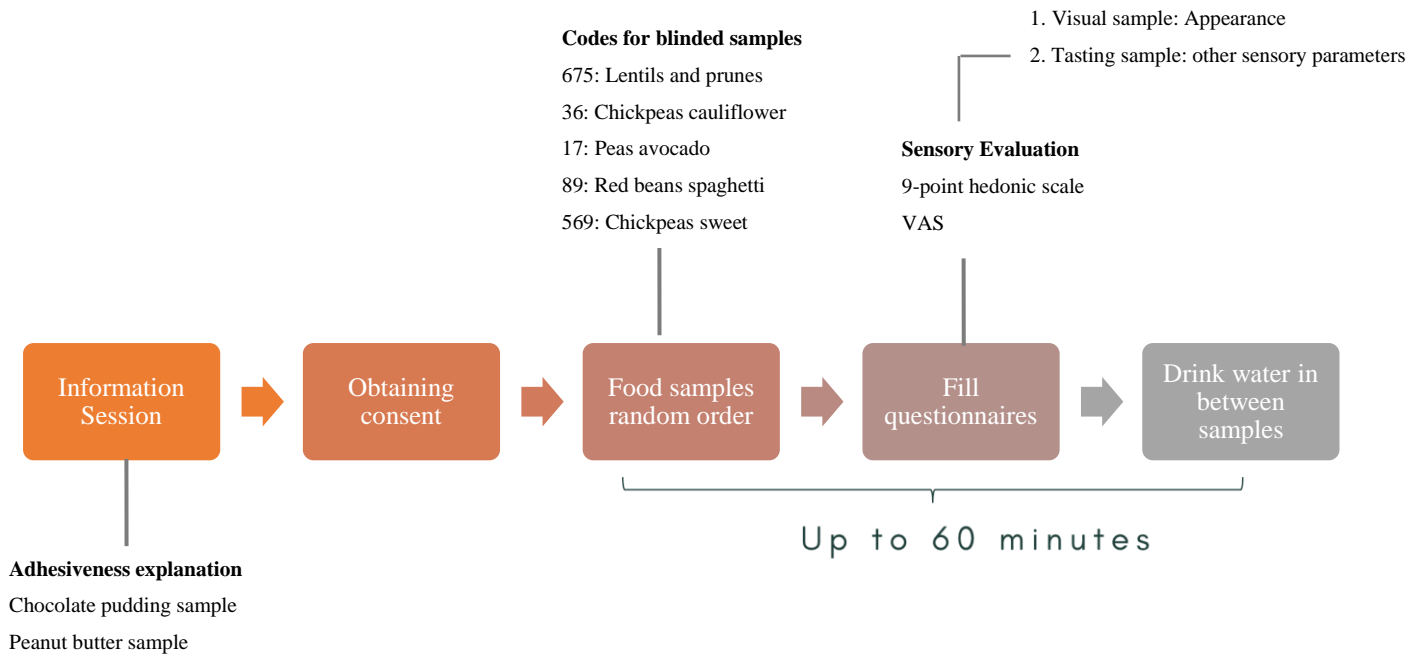 1. Visual sample: Appearance
2. Tasting sample: other sensory parameters
Codes for blinded samples
675: Lentils and prunes
36: Chickpeas cauliflower
17: Peas avocado
89: Red beans spaghetti
569: Chickpeas sweet
Sensory Evaluation
9-point hedonic scale
VAS
Information
Session
Obtaining
consent
Food samples
random order
Fill
questionnaires
Drink water in
between
samples
Up to 60 minutes
Adhesiveness explanation
Chocolate pudding sample
Peanut butter sample